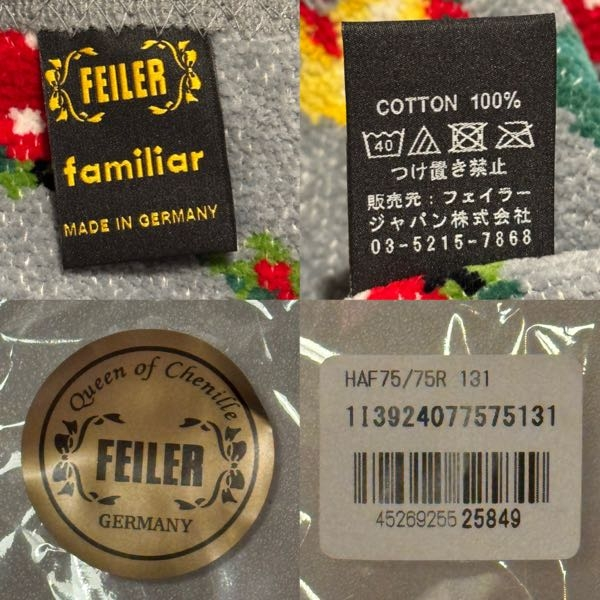 FEILER
familiar
MADE IN GERMANY
COTTON 100%
40
つけ置き禁止
販売元：フェイラー
ジャパン株式会社
03-5215-7868
Queen of Chenille
FEILER
GERMANY
HAF75/75R 131
1I3924077575131
45269255 25849